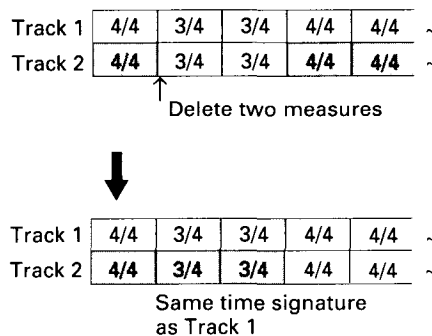 Track 1 4/4 3/4 3/4 4/4 4/4 ~
Track 2 4/4 3/4 3/4 4/4 4/4 ~
Delete two measures
Track 1 4/4 3/4 3/4 4/4 4/4 ~
Track 2 4/4 3/4 3/4 4/4 4/4 ~
Same time signature
as Track 1